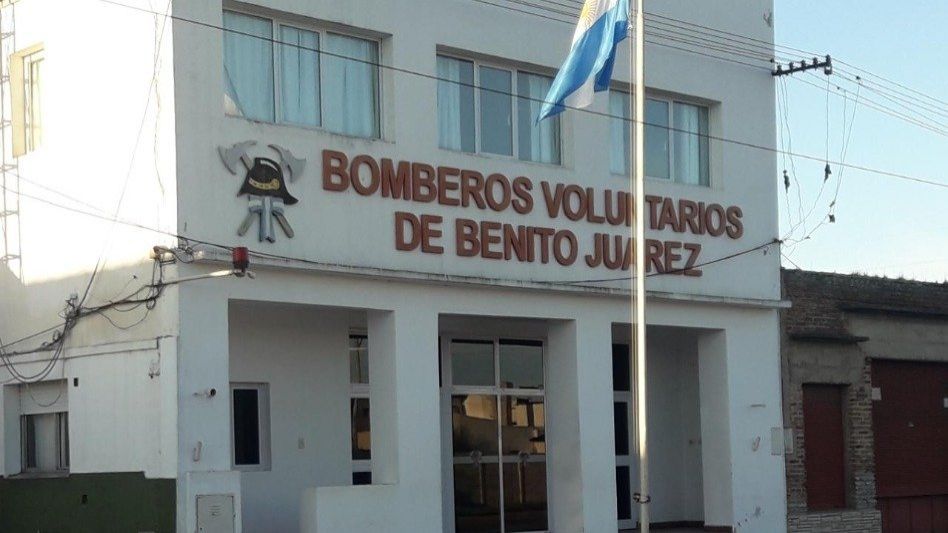 BOMBEROS VOLUNTARIOS
DE BENITO JUAREZ